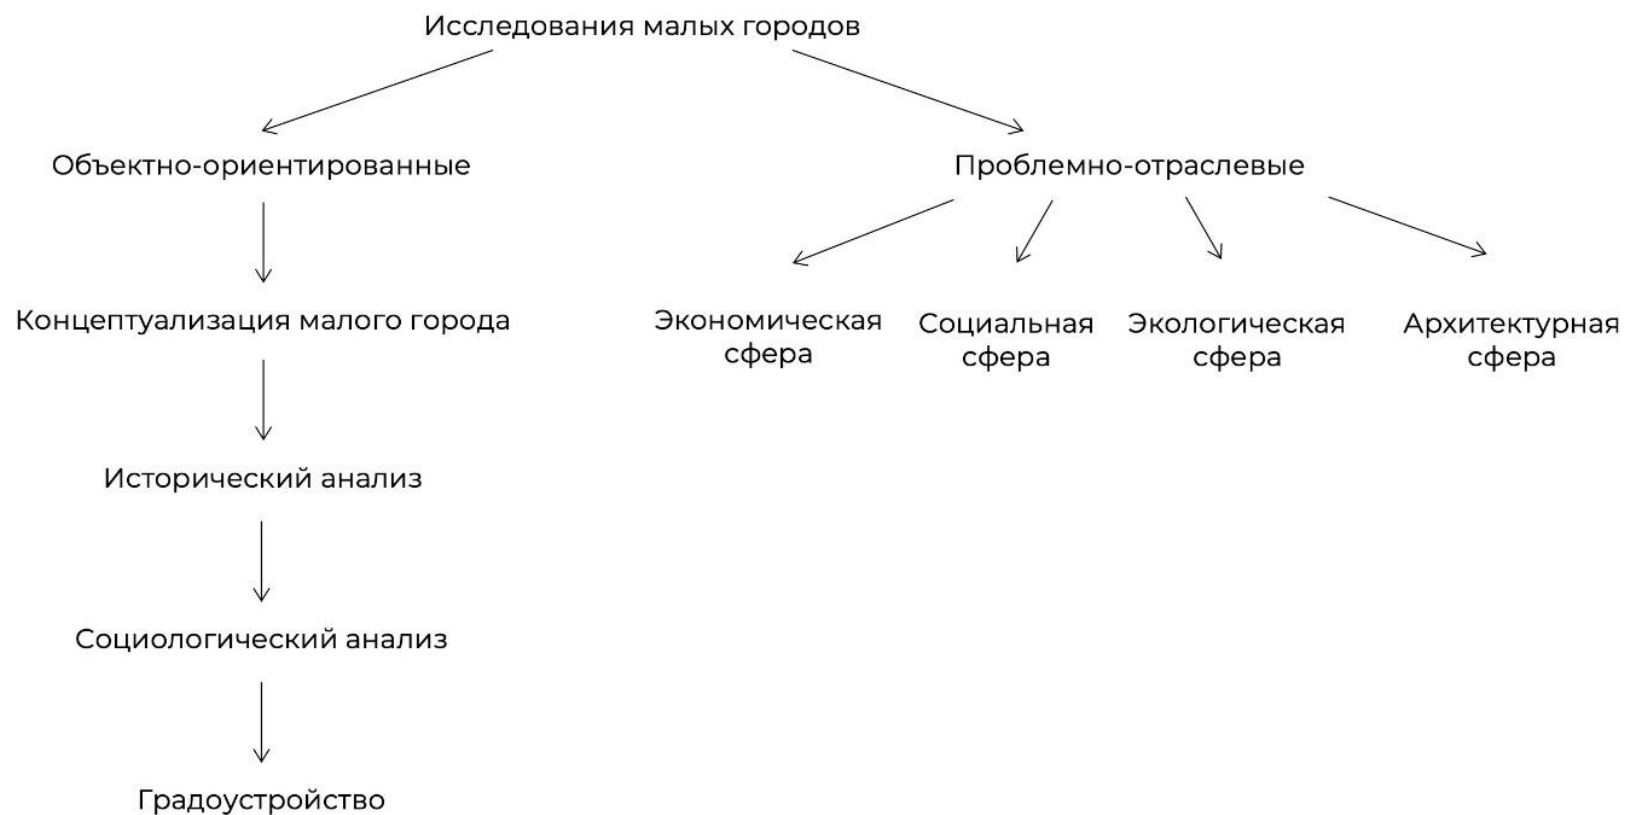 Исследования малых городов
Объектно-ориентированные
Проблемно-отраслевые
Концептуализация малого города
Экономическая
сфера
Социальная
сфера
Экологическая
сфера
Архитектурная
сфера
Исторический анализ
Социологический анализ
Градоустройство